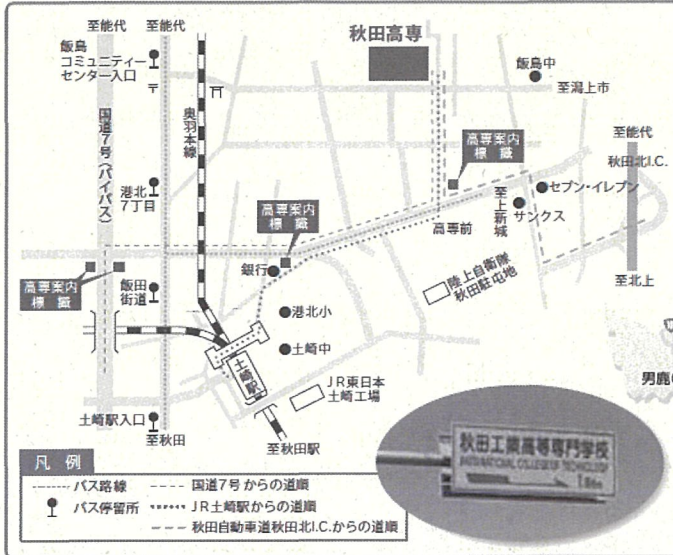 至能代
至能代
秋田高専
飯島
コミュニティー
センター入口
飯島中
至潟上市
国道7号(バイパス)
奥羽本線
高専案内
標識
至能代
秋田北I.C.
港北
7丁目
高専案内
標識
至上新城
セブン・イレブン
サンクス
高専前
銀行
高専案内
標識
飯田
街道
陸上自衛隊
秋田駐屯地
至北上
港北小
土崎中
土崎駅
男鹿
JR東日本
土崎工場
土崎駅入口
至秋田
至秋田駅
秋田工業高等専門学校
凡例
バス路線
国道7号からの道順
バス停留所
JR土崎駅からの道順
秋田自動車道秋田北I.C.からの道順